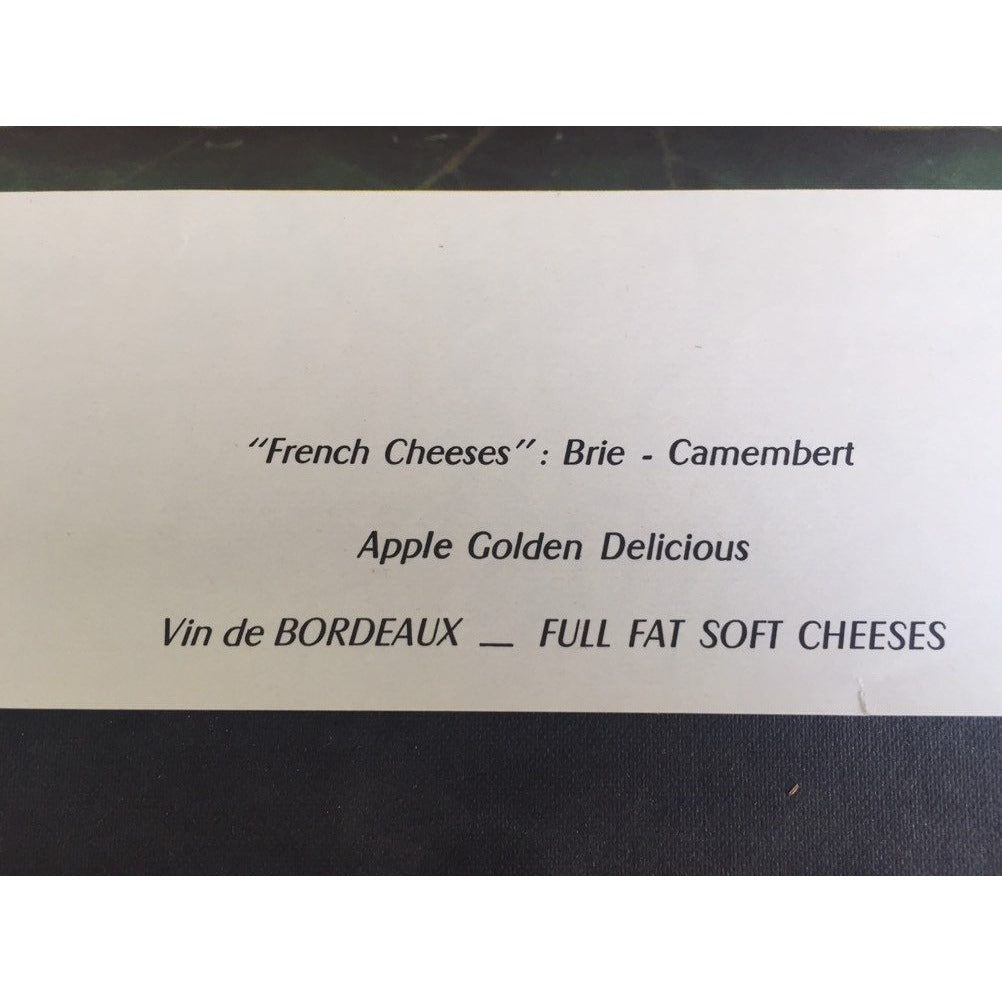 “French Cheeses” : Brie - Camembert
Apple Golden Delicious
Vin de BORDEAUX _ FULL FAT SOFT CHEESES